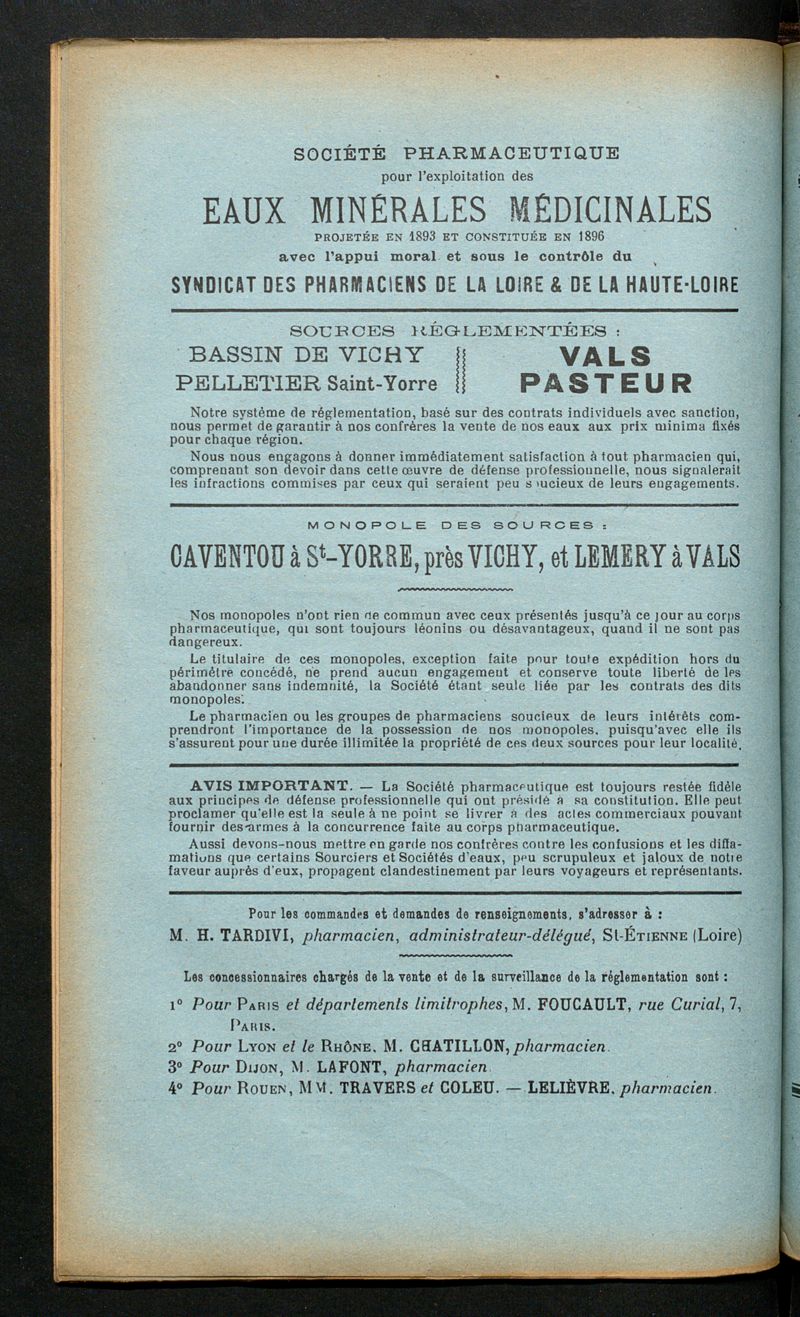 SOCIÉTÉ PHARMACEUTIQUE
pour l'exploitation des
EAUX MINÉRALES MÉDICINALES
PROJETÉE EN 1893 ET CONSTITUÉE EN 1896
avec l'appui moral et sous le contrôle du
SYNDICAT DES PHARMACIENS DE LA LOIRE & DE LA HAUTE-LOIRE
SOURCES RÉGLEMENTÉES :
BASSIN DE VICHY
PELLETIER Saint-Yorre
VALS
PASTEUR
Notre système de réglementation, basé sur des contrats individuels avec sanction,
nous permet de garantir à nos confrères la vente de nos eaux aux prix minima fixés
pour chaque région.
Nous nous engagons à donner immédiatement satisfaction à tout pharmacien qui,
comprenant son devoir dans cette œuvre de défense professionnelle, nous signalerait
les infractions commises par ceux qui seraient peu soucieux de leurs engagements.
MONOPOLE DES SOURCES :
CAVENTOU à St-YORRE, près VICHY, et LEMERY à VALS
Nos monopoles n'ont rien de commun avec ceux présentés jusqu'à ce jour au corps
pharmaceutique, qui sont toujours léonins ou désavantageux, quand il ne sont pas
dangereux.
Le titulaire de ces monopoles, exception faite pour toute expédition hors du
périmètre concédé, ne prend aucun engagement et conserve toute liberté de les
abandonner sans indemnité, la Société étant seule liée par les contrats des dits
monopoles.
Le pharmacien ou les groupes de pharmaciens soucieux de leurs intérêts com-
prendront l'importance de la possession de nos monopoles, puisqu'avec elle ils
s'assurent pour une durée illimitée la propriété de ces deux sources pour leur localité.
AVIS IMPORTANT. — La Société pharmaceutique est toujours restée fidèle
aux principes de défense professionnelle qui ont présidé a sa constitution. Elle peut
proclamer qu'elle est la seule à ne point se livrer à des actes commerciaux pouvant
fournir des armes à la concurrence faite au corps pharmaceutique.
Aussi devons-nous mettre en garde nos confrères contre les confusions et les diffa-
mations que certains Sourciers et Sociétés d'eaux, peu scrupuleux et jaloux de notre
faveur auprès d'eux, propagent clandestinement par leurs voyageurs et représentants.
Pour les commandes et demandes de renseignements, s'adresser à :
M. H. TARDIVI, pharmacien, administrateur-délégué, St-ÉTIENNE (Loire)
Les concessionnaires chargés de la vente et de la surveillance de la réglementation sont :
1° Pour PARIS et départements limitrophes, M. FOUCAULT, rue Curial, 7,
PARIS.
2° Pour LYON et le RHÔNE, M. CHATILLON, pharmacien.
3° Pour DIJON, M. LAFONT, pharmacien
4° Pour ROUEN, MM. TRAVERS et COLEU. — LELIÈVRE, pharmacien.